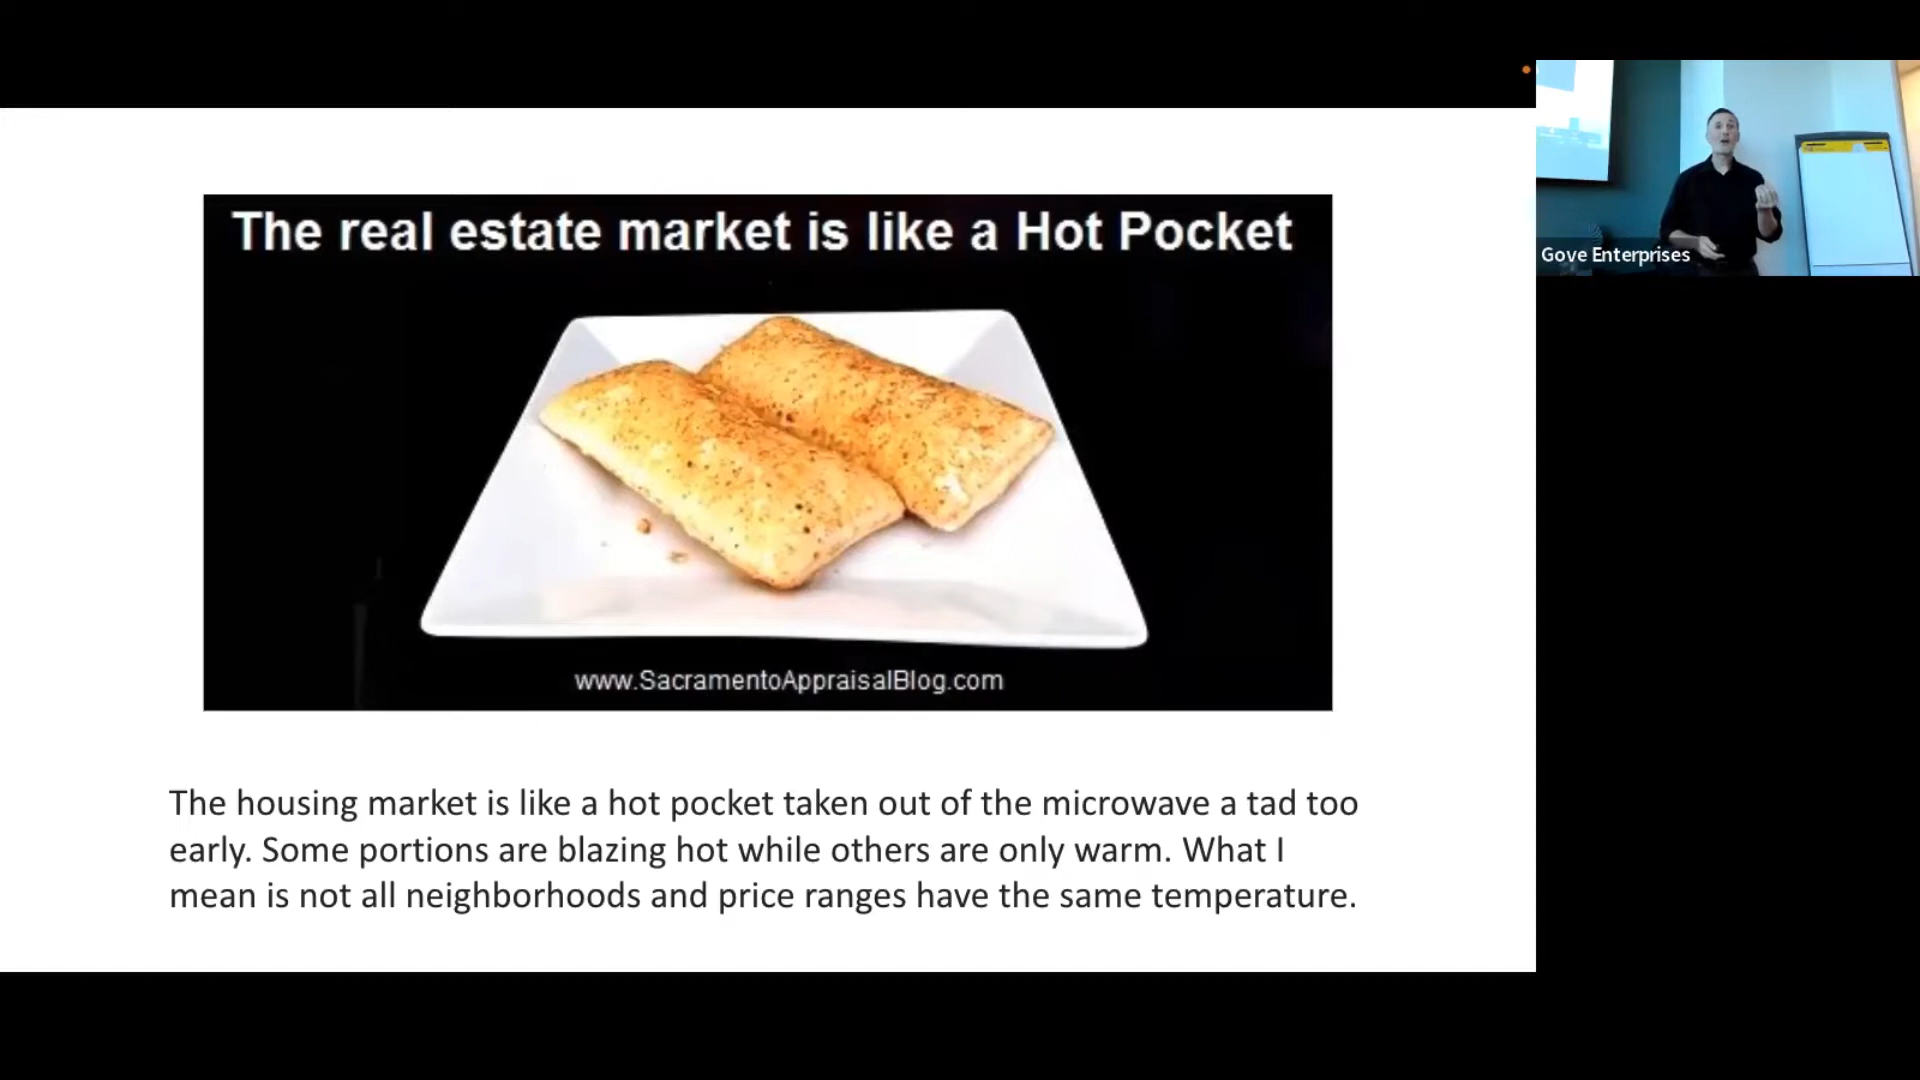 The real estate market is like a Hot Pocket
www.SacramentoAppraisalBlog.com
The housing market is like a hot pocket taken out of the microwave a tad too
early. Some portions are blazing hot while others are only warm. What I
mean is not all neighborhoods and price ranges have the same temperature.
Gove Enterprises